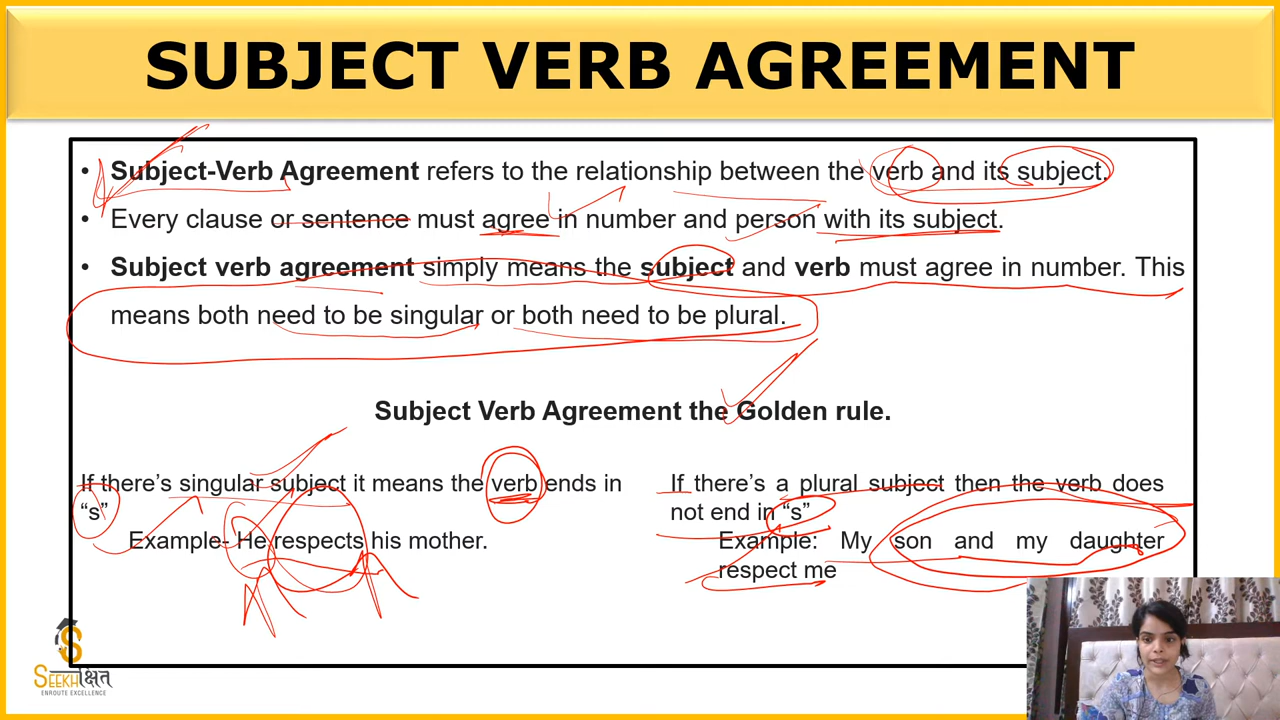 SUBJECT VERB AGREEMENT
• Subject-Verb Agreement refers to the relationship between the verb and its subject.
• Every clause or sentence must agree in number and person with its subject.
• Subject verb agreement simply means the subject and verb must agree in number. This
means both need to be singular or both need to be plural.
Subject Verb Agreement the Golden rule.
If there’s singular subject it means the verb ends in
“s”
Example- He respects his mother.
If there’s a plural subject then the verb does
not end in “s”
Example: My son and my daughter
respect me
SEEKHक्षित
ENROUTE EXCELLENCE